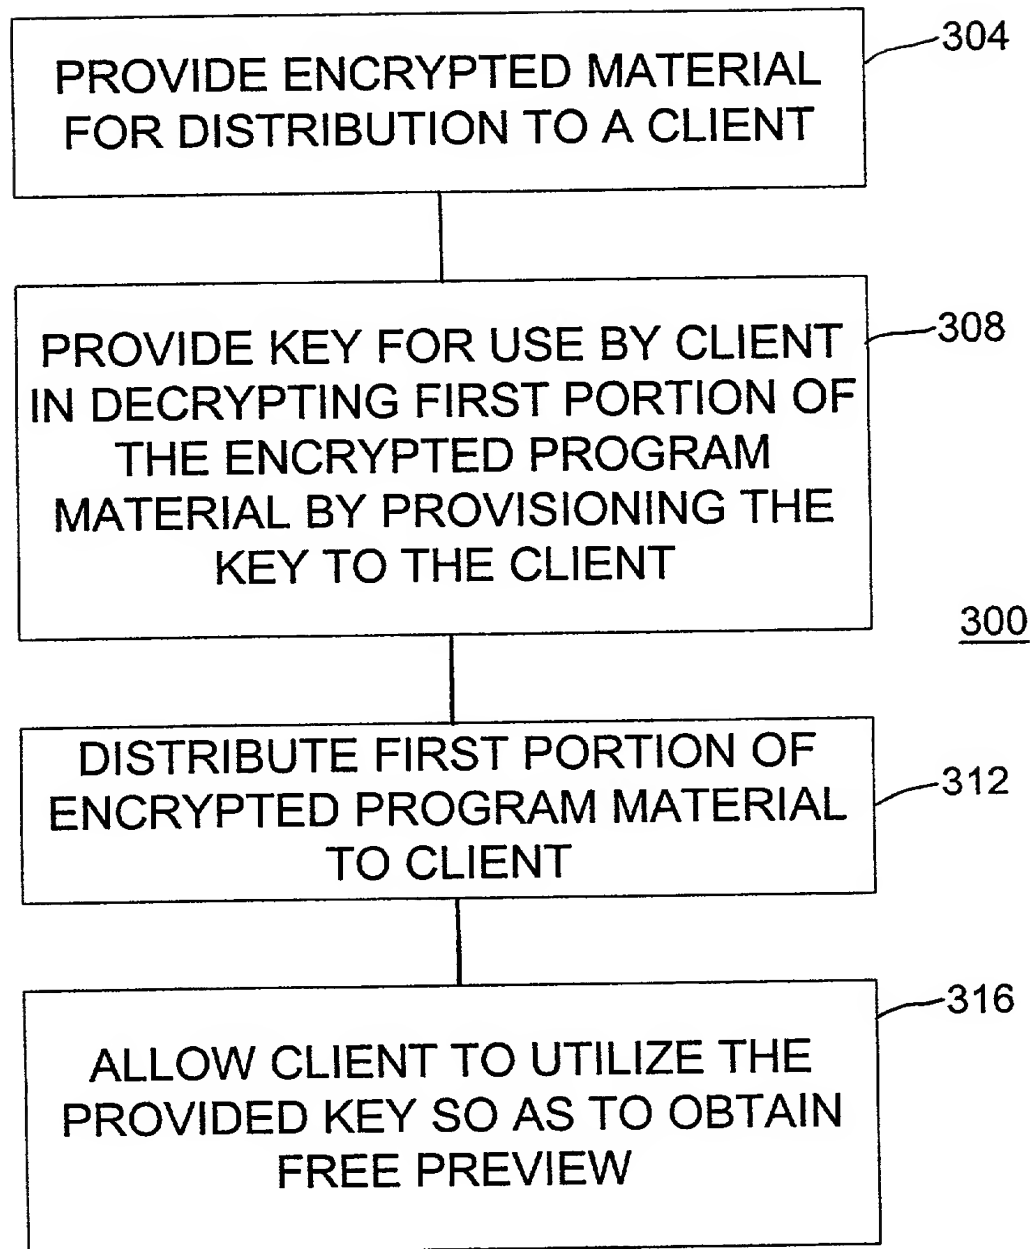 304
PROVIDE ENCRYPTED MATERIAL
FOR DISTRIBUTION TO A CLIENT
308
PROVIDE KEY FOR USE BY CLIENT
IN DECRYPTING FIRST PORTION OF
THE ENCRYPTED PROGRAM
MATERIAL BY PROVISIONING THE
KEY TO THE CLIENT
300
DISTRIBUTE FIRST PORTION OF
ENCRYPTED PROGRAM MATERIAL
TO CLIENT
312
316
ALLOW CLIENT TO UTILIZE THE
PROVIDED KEY SO AS TO OBTAIN
FREE PREVIEW